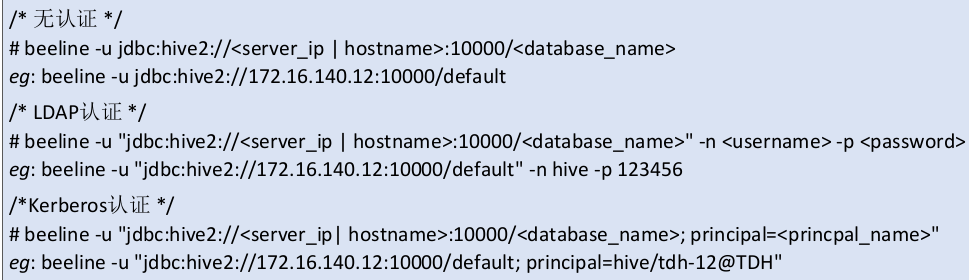 /* 无认证 */
# beeline -u jdbc:hive2://<server_ip | hostname>:10000/<database_name>
eg: beeline -u jdbc:hive2://172.16.140.12:10000/default
/* LDAP认证 */
# beeline -u "jdbc:hive2://<server_ip | hostname>:10000/<database_name>" -n <username> -p <password>
eg: beeline -u "jdbc:hive2://172.16.140.12:10000/default" -n hive -p 123456
/*Kerberos认证 */
# beeline -u "jdbc:hive2://<server_ip| hostname>:10000/<database_name>; principal=<princpal_name>"
eg: beeline -u "jdbc:hive2://172.16.140.12:10000/default; principal=hive/tdh-12@TDH"